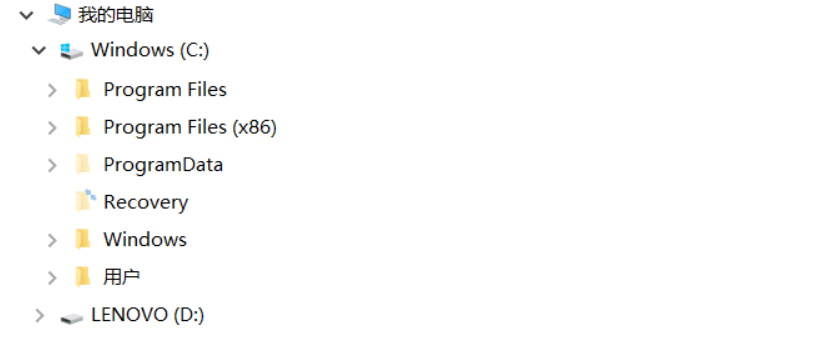 我的电脑
Windows (C:)
Program Files
Program Files (x86)
ProgramData
Recovery
Windows
用户
LENOVO (D:)